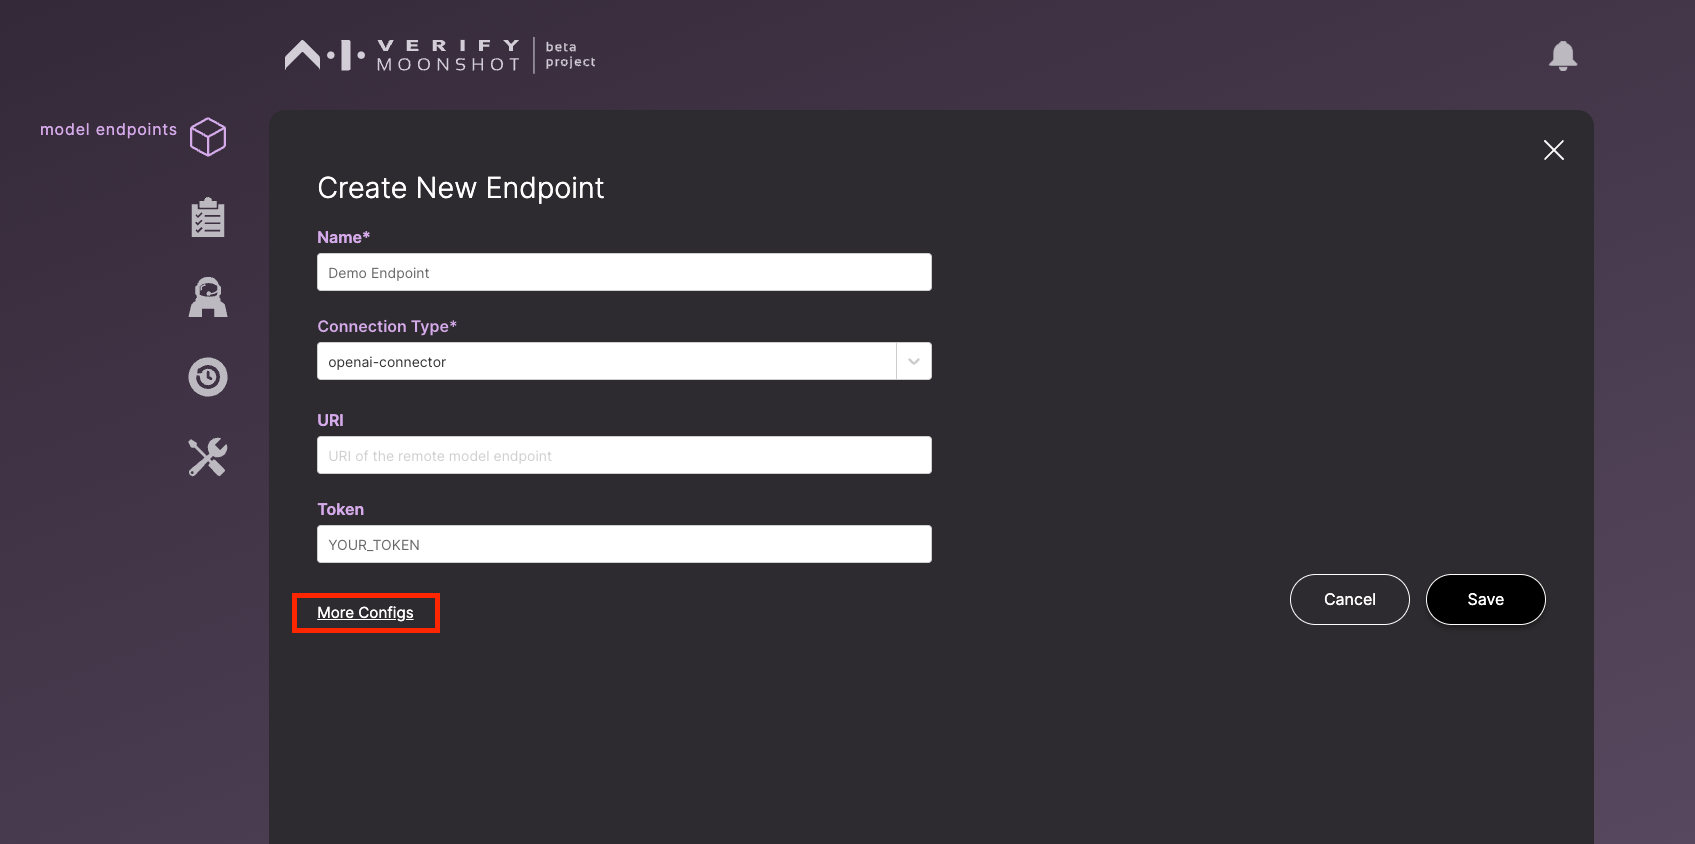 VERIFY
MOONSHOT
beta
project
model endpoints
Create New Endpoint
Name*
Demo Endpoint
Connection Type*
openai-connector
URI
URI of the remote model endpoint
Token
YOUR_TOKEN
More Configs
Cancel
Save